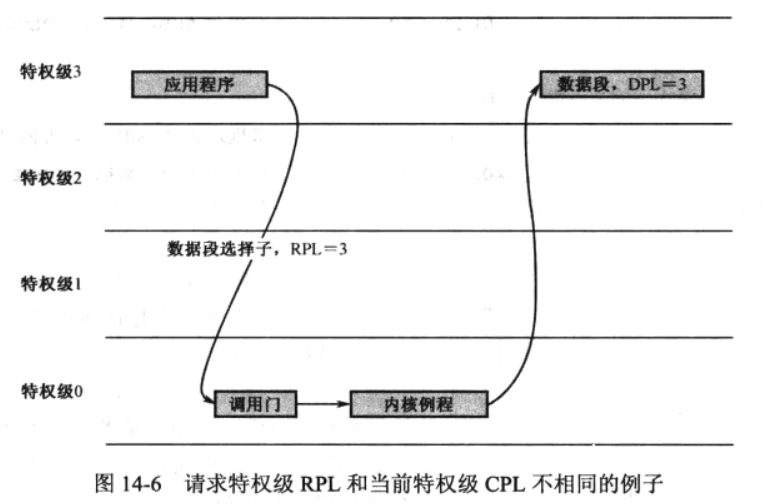 特权级3
应用程序
数据段，DPL＝3
特权级2
数据段选择子，RPL＝3
特权级1
特权级0
调用门
内核例程
图 14-6 请求特权级 RPL 和当前特权级 CPL 不相同的例子